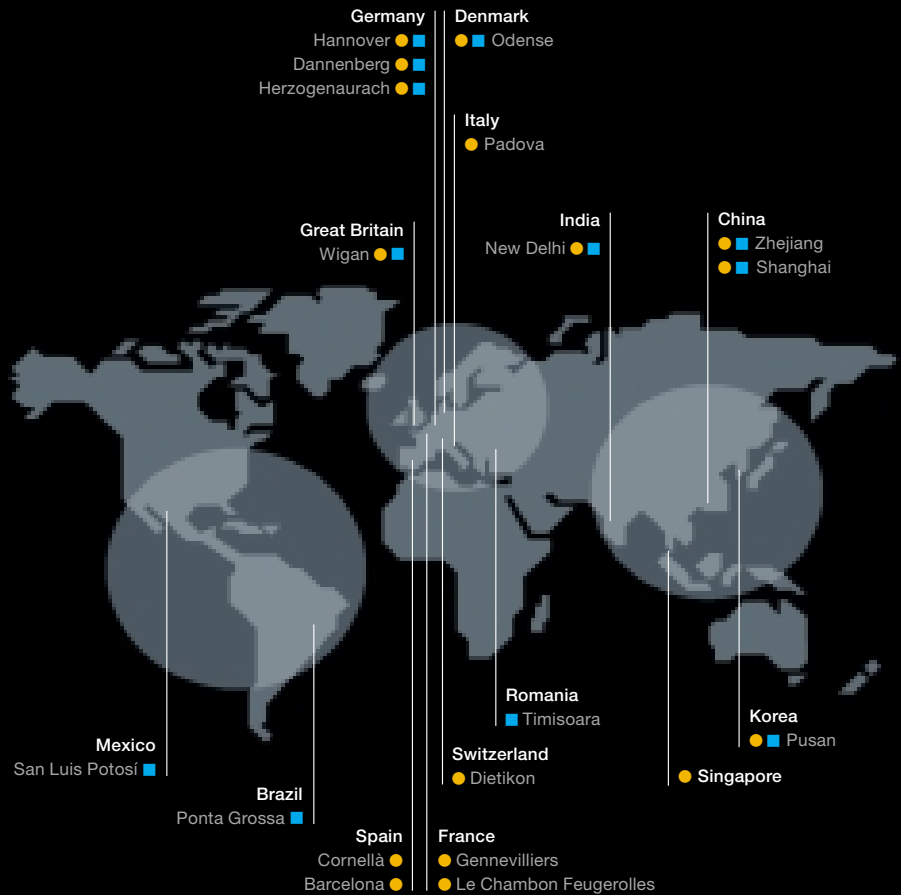 Germany
Hannover
Dannenberg
Herzogenaurach
Denmark
Odense
Italy
Padova
Great Britain
Wigan
India
New Delhi
China
Zhejiang
Shanghai
Romania
Timisoara
Korea
Pusan
Mexico
San Luis Potosí
Switzerland
Dietikon
Singapore
Brazil
Ponta Grossa
Spain
Cornellà
Barcelona
France
Gennevilliers
Le Chambon Feugerolles